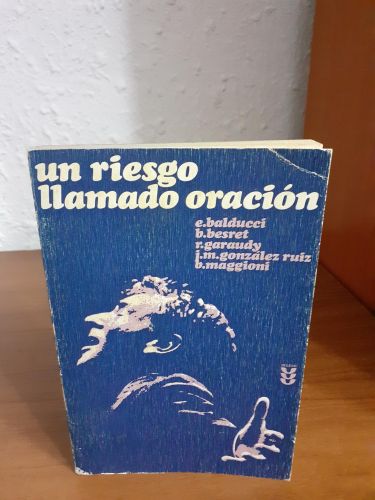 un riesgo
llamado oración
e.balducci
b.besret
r.garaudy
j.m.gonzález ruiz
b.maggioni